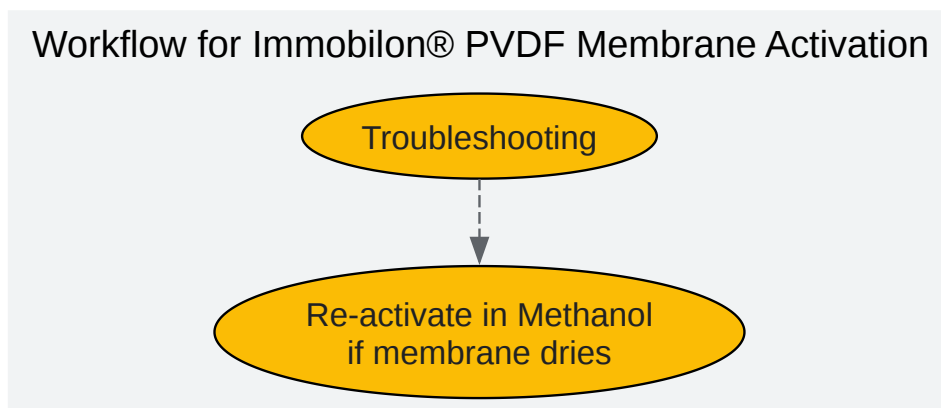 Workflow for Immobilon® PVDF Membrane Activation
Troubleshooting
Re-activate in Methanol
if membrane dries